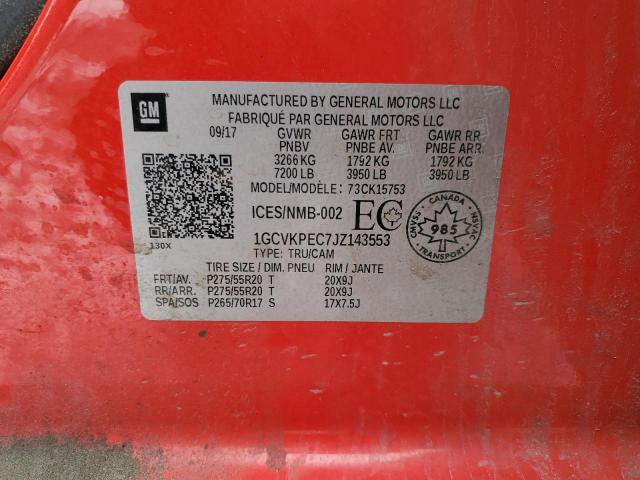 GM
MANUFACTURED BY GENERAL MOTORS LLC
FABRIQUÉ PAR GENERAL MOTORS LLC
09/17 GVWR GAWR FRT GAWR RR
PNBV PNBE AV. PNBE ARR.
3266 KG 1792 KG 1792 KG
7200 LB 3950 LB 3950 LB
MODEL/MODÈLE: 73CK15753
ICES/NMB-002 EC
1GCVKPEC7JZ143553
TYPE: TRU/CAM
130X
CMVSS NSVAC
985
TRANSPORT
TIRE SIZE / DIM. PNEU RIM / JANTE
FRT/AV. P275/55R20 T 20X9J
RR/ARR. P275/55R20 T 20X9J
SPA/SOS P265/70R17 S 17X7.5J